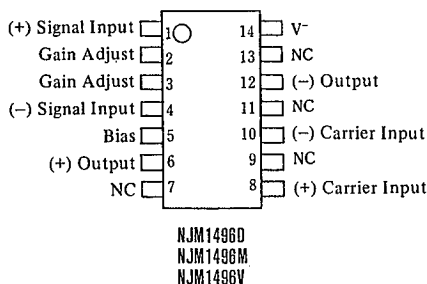 (+) Signal Input 1 14 V−
Gain Adjust 2 13 NC
Gain Adjust 3 12 (−) Output
(−) Signal Input 4 11 NC
Bias 5 10 (−) Carrier Input
(+) Output 6 9 NC
NC 7 8 (+) Carrier Input
NJM1496D
NJM1496M
NJM1496V